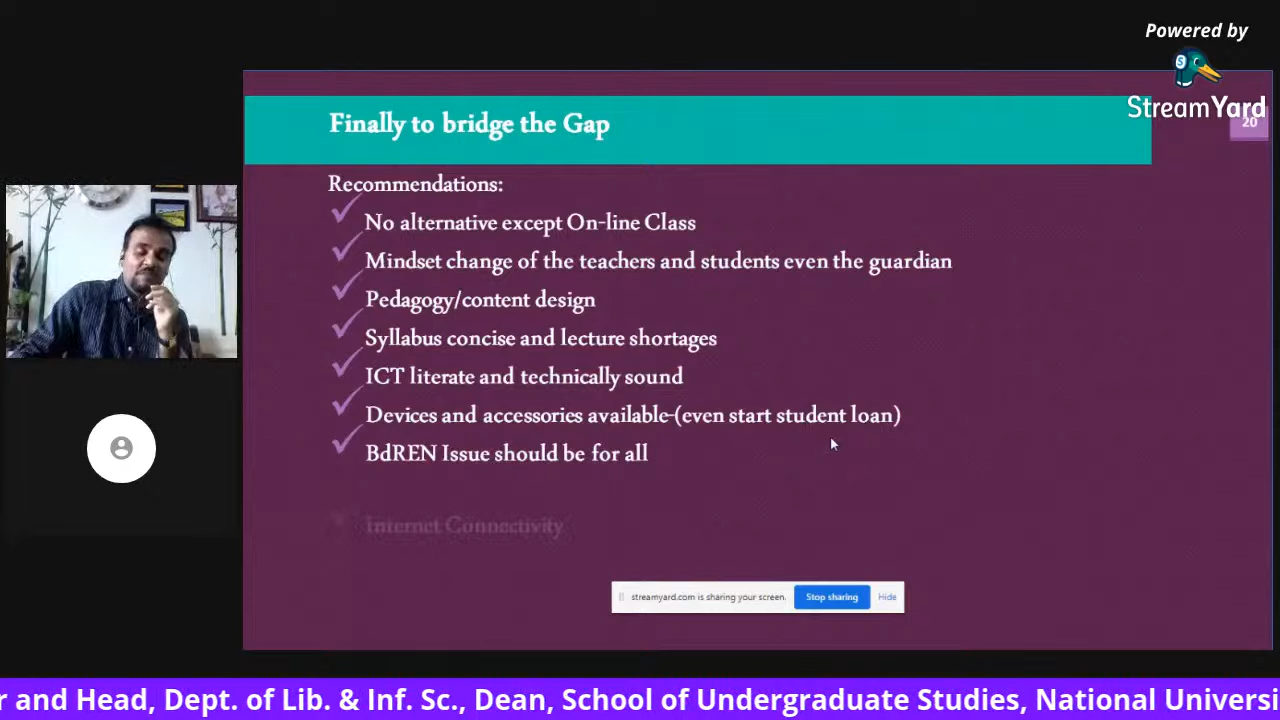 Powered by
StreamYard
20
Finally to bridge the Gap
Recommendations:
No alternative except On-line Class
Mindset change of the teachers and students even the guardian
Pedagogy/content design
Syllabus concise and lecture shortages
ICT literate and technically sound
Devices and accessories available-(even start student loan)
BdREN Issue should be for all
Internet Connectivity
streamyard.com is sharing your screen. Stop sharing Hide
r and Head, Dept. of Lib. & Inf. Sc., Dean, School of Undergraduate Studies, National Universi